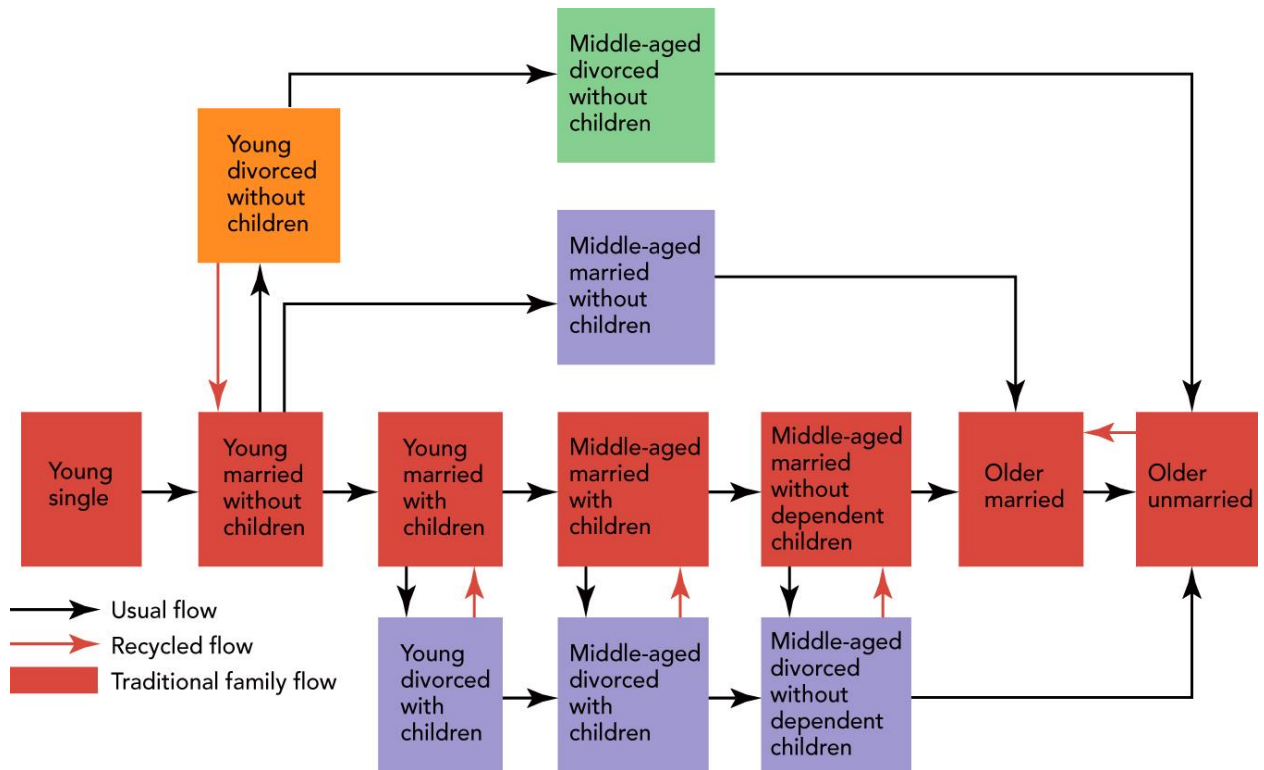 Middle-aged
divorced
without
children
Young
divorced
without
children
Middle-aged
married
without
children
Young
single
Young
married
without
children
Young
married
with
children
Middle-aged
married
with
children
Middle-aged
married
without
dependent
children
Older
married
Older
unmarried
Usual flow
Recycled flow
Traditional family flow
Young
divorced
with
children
Middle-aged
divorced
with
children
Middle-aged
divorced
without
dependent
children